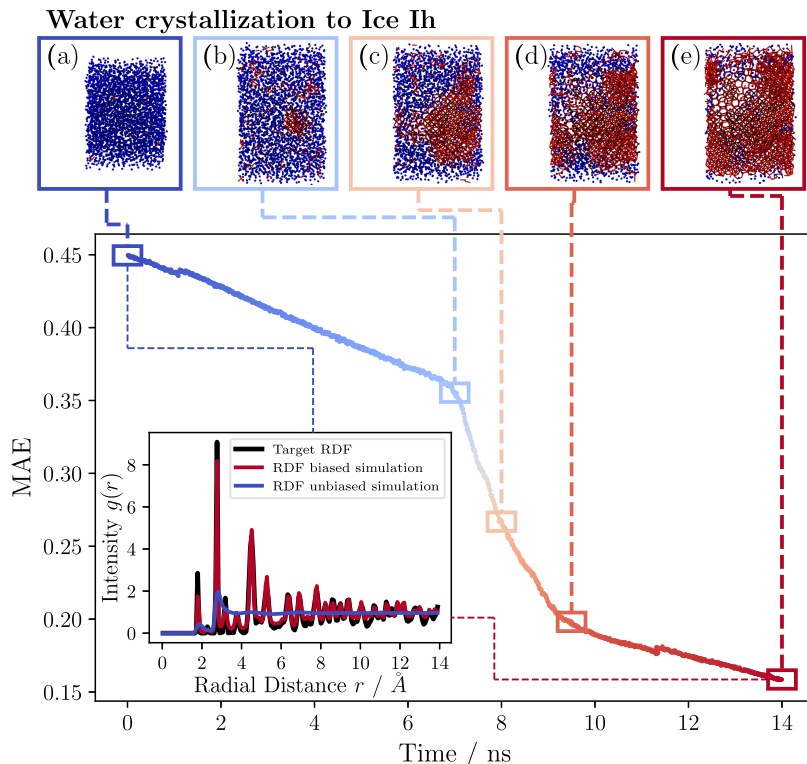 Water crystallization to Ice Ih
(a) (b) (c) (d) (e)
0.45
0.40
0.35
0.30
0.25
0.20
0.15
MAE
Target RDF
RDF biased simulation
RDF unbiased simulation
8
6
4
2
0
Intensity g(r)
0 2 4 6 8 10 12 14
Radial Distance r / Å
0 2 4 6 8 10 12 14
Time / ns